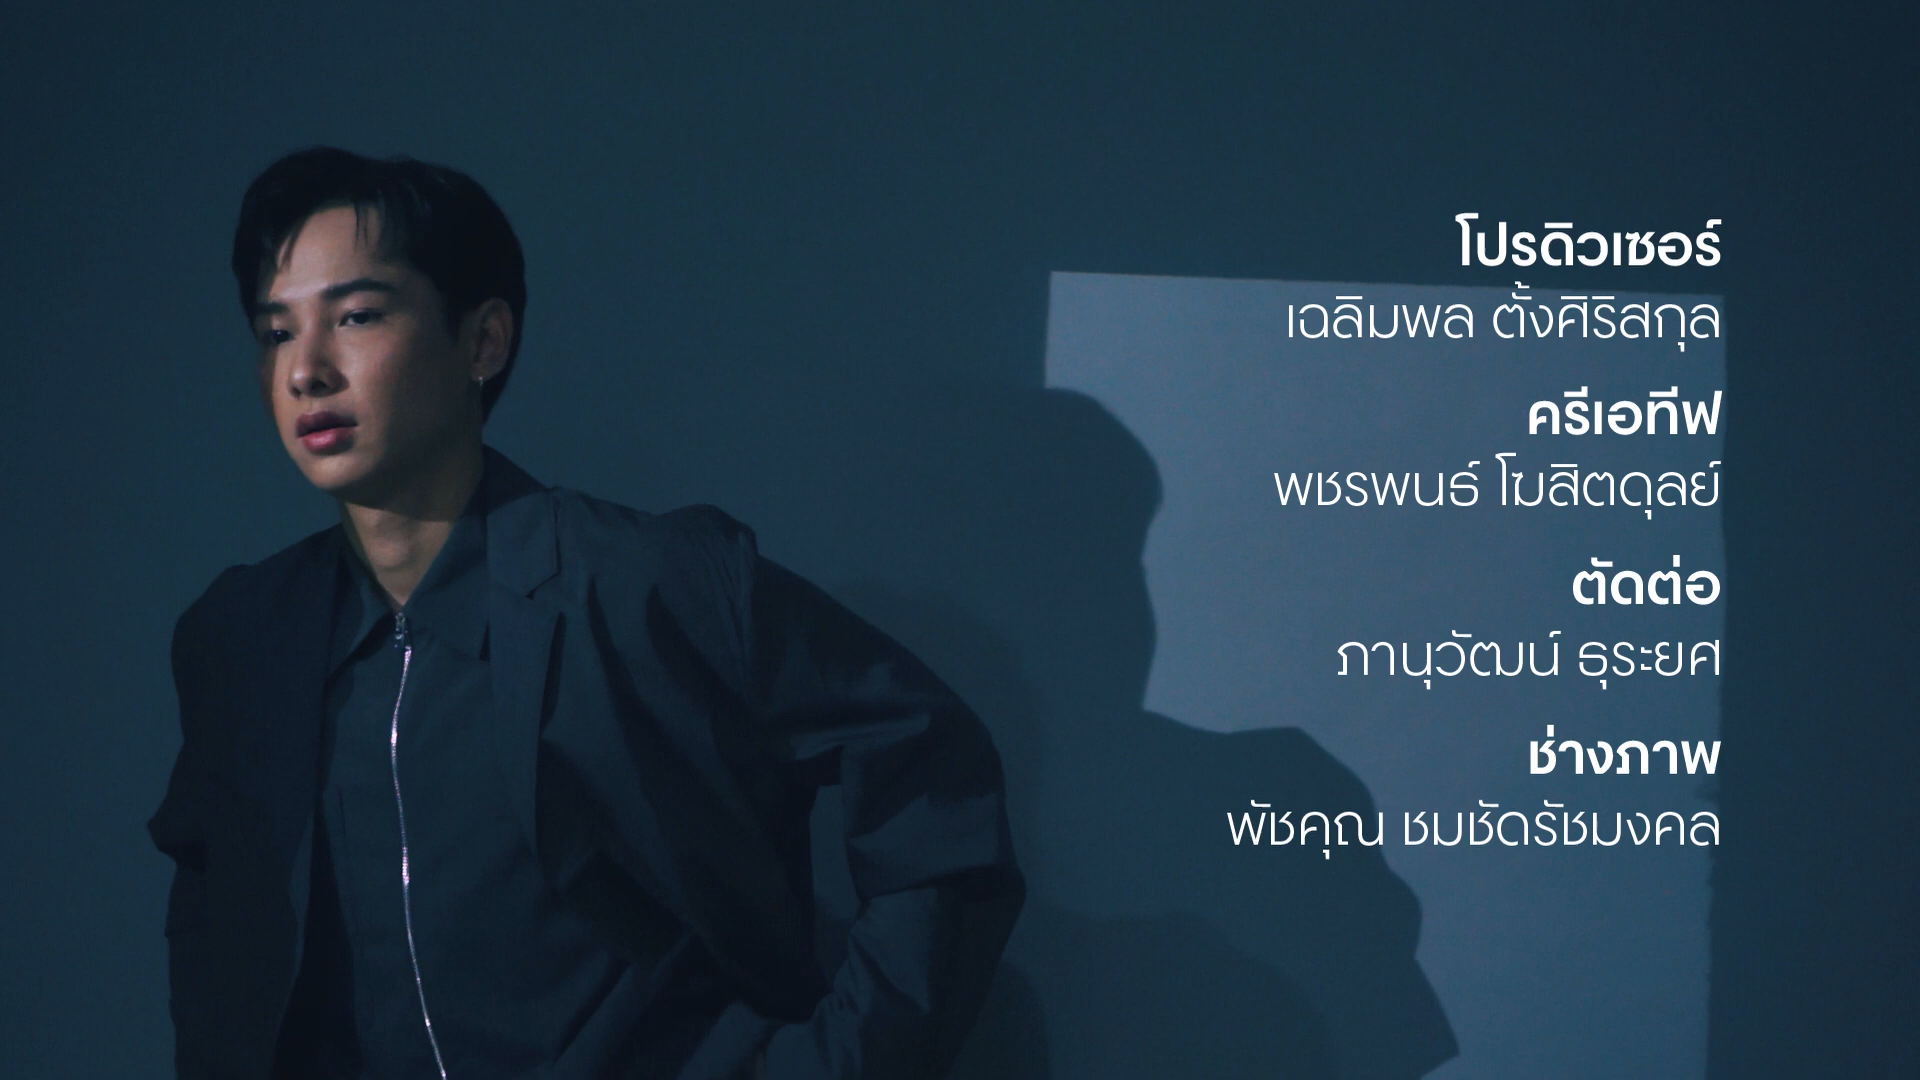 โปรดิวเซอร์
เฉลิมพล ตั้งศิริสกุล
ครีเอทีฟ
พชรพนธ์ โฆสิตดุลย์
ตัดต่อ
ภานุวัฒน์ ธุระยศ
ช่างภาพ
พัชคุณ ชมชัดรัชมงคล